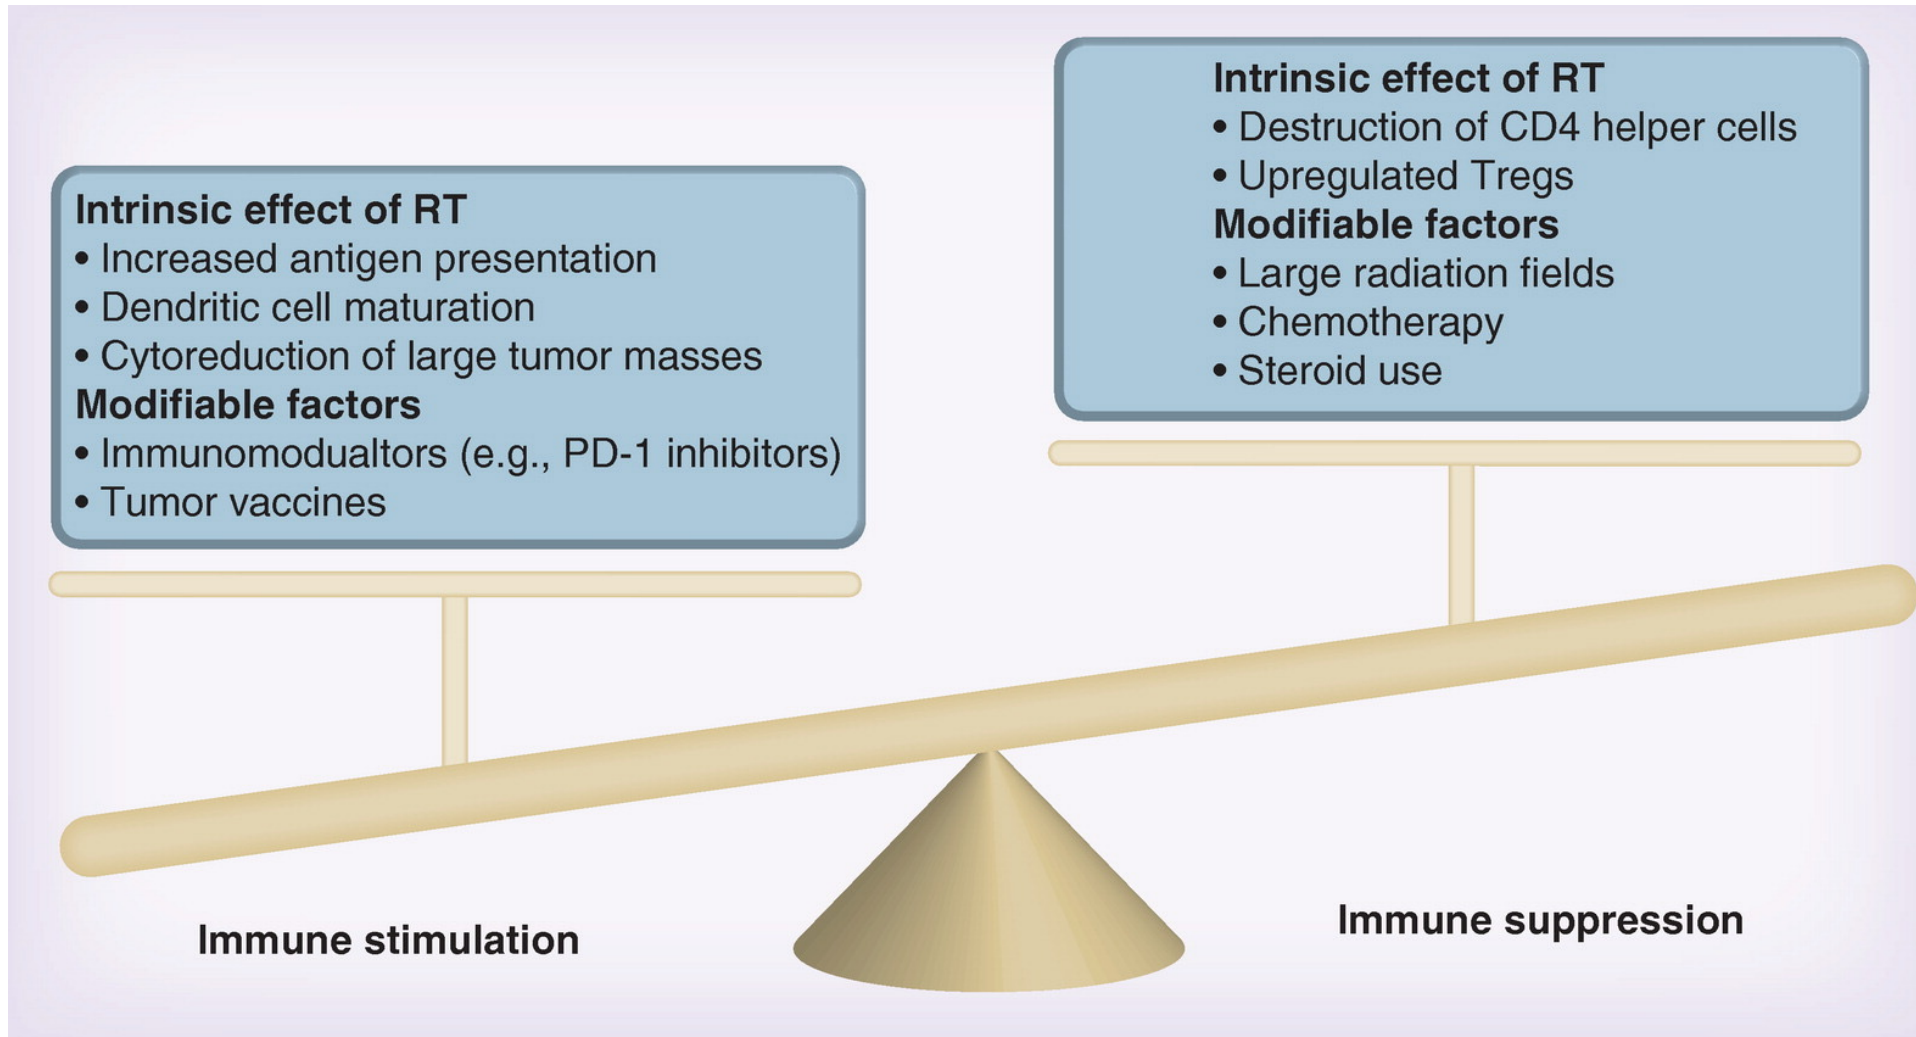 Intrinsic effect of RT
• Increased antigen presentation
• Dendritic cell maturation
• Cytoreduction of large tumor masses
Modifiable factors
• Immunomodualtors (e.g., PD-1 inhibitors)
• Tumor vaccines
Intrinsic effect of RT
• Destruction of CD4 helper cells
• Upregulated Tregs
Modifiable factors
• Large radiation fields
• Chemotherapy
• Steroid use
Immune stimulation
Immune suppression